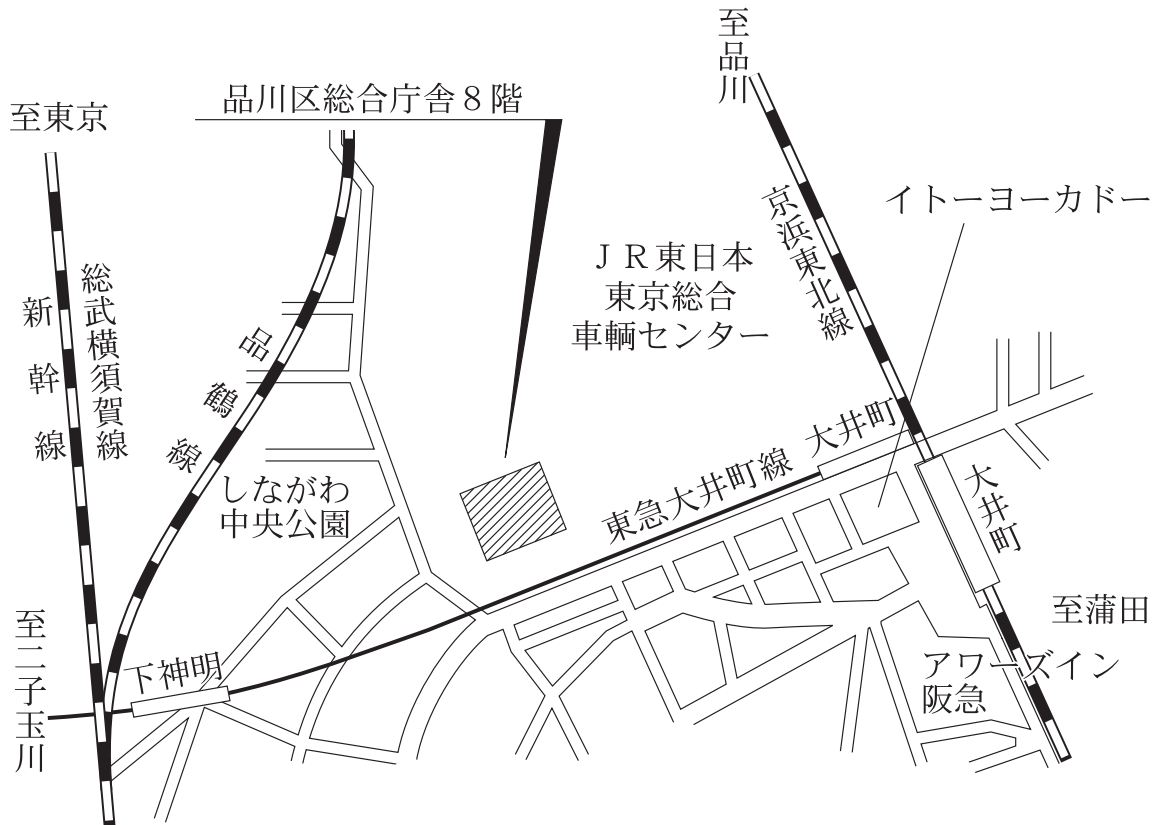 至品川
品川区総合庁舎８階
至東京
イトーヨーカドー
京浜東北線
ＪＲ東日本
東京総合
車輌センター
総武横須賀線
新幹線
品鶴線
大井町
東急大井町線
しながわ
中央公園
大井町
至蒲田
至二子玉川
下神明
アワーズイン
阪急